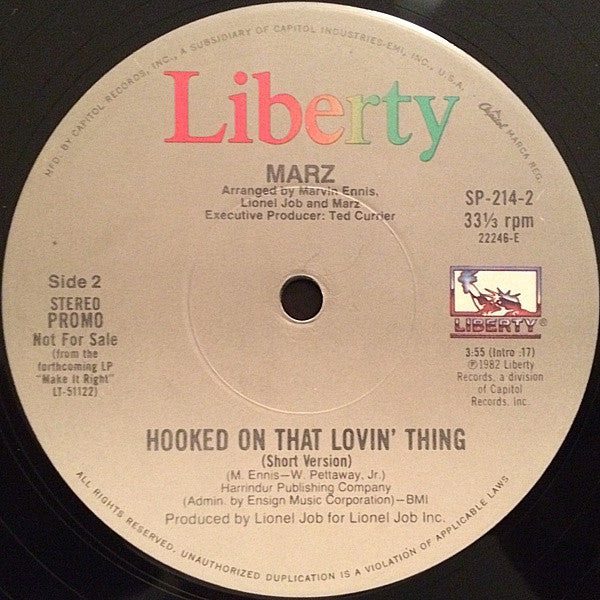 MFD. BY CAPITOL RECORDS, INC., A SUBSIDIARY OF CAPITOL INDUSTRIES-EMI, INC., U.S.A.
Capitol MARCA REG.
Liberty
MARZ
Arranged by Marvin Ennis,
Lionel Job and Marz
Executive Producer: Ted Currier
SP-214-2
33⅓ rpm
22246-E
Side 2
STEREO
PROMO
Not For Sale
(from the
forthcoming LP
"Make It Right"
LT-51122)
LIBERTY®
3:55 (Intro :17)
℗1982 Liberty
Records, a division
of Capitol
Records, Inc.
HOOKED ON THAT LOVIN' THING
(Short Version)
(M. Ennis—W. Pettaway, Jr.)
Harrindur Publishing Company
(Admin. by Ensign Music Corporation)—BMI
Produced by Lionel Job for Lionel Job Inc.
ALL RIGHTS RESERVED. UNAUTHORIZED DUPLICATION IS A VIOLATION OF APPLICABLE LAWS